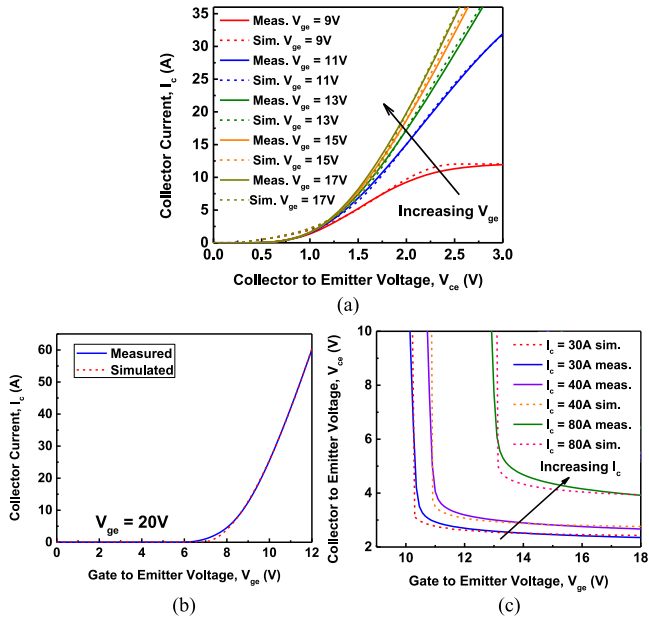 Collector Current, I_c (A)
35
30
25
20
15
10
5
0
Meas. V_ge = 9V
Sim. V_ge = 9V
Meas. V_ge = 11V
Sim. V_ge = 11V
Meas. V_ge = 13V
Sim. V_ge = 13V
Meas. V_ge = 15V
Sim. V_ge = 15V
Meas. V_ge = 17V
Sim. V_ge = 17V
Increasing V_ge
0.0 0.5 1.0 1.5 2.0 2.5 3.0
Collector to Emitter Voltage, V_ce (V)
(a)
Collector Current, I_c (A)
60
50
40
30
20
10
0
Measured
Simulated
V_ge = 20V
0 2 4 6 8 10 12
Gate to Emitter Voltage, V_ge (V)
(b)
Collector to Emitter Voltage, V_ce (V)
10
8
6
4
2
I_c = 30A sim.
I_c = 30A meas.
I_c = 40A meas.
I_c = 40A sim.
I_c = 80A meas.
I_c = 80A sim.
Increasing I_c
10 12 14 16 18
Gate to Emitter Voltage, V_ge (V)
(c)